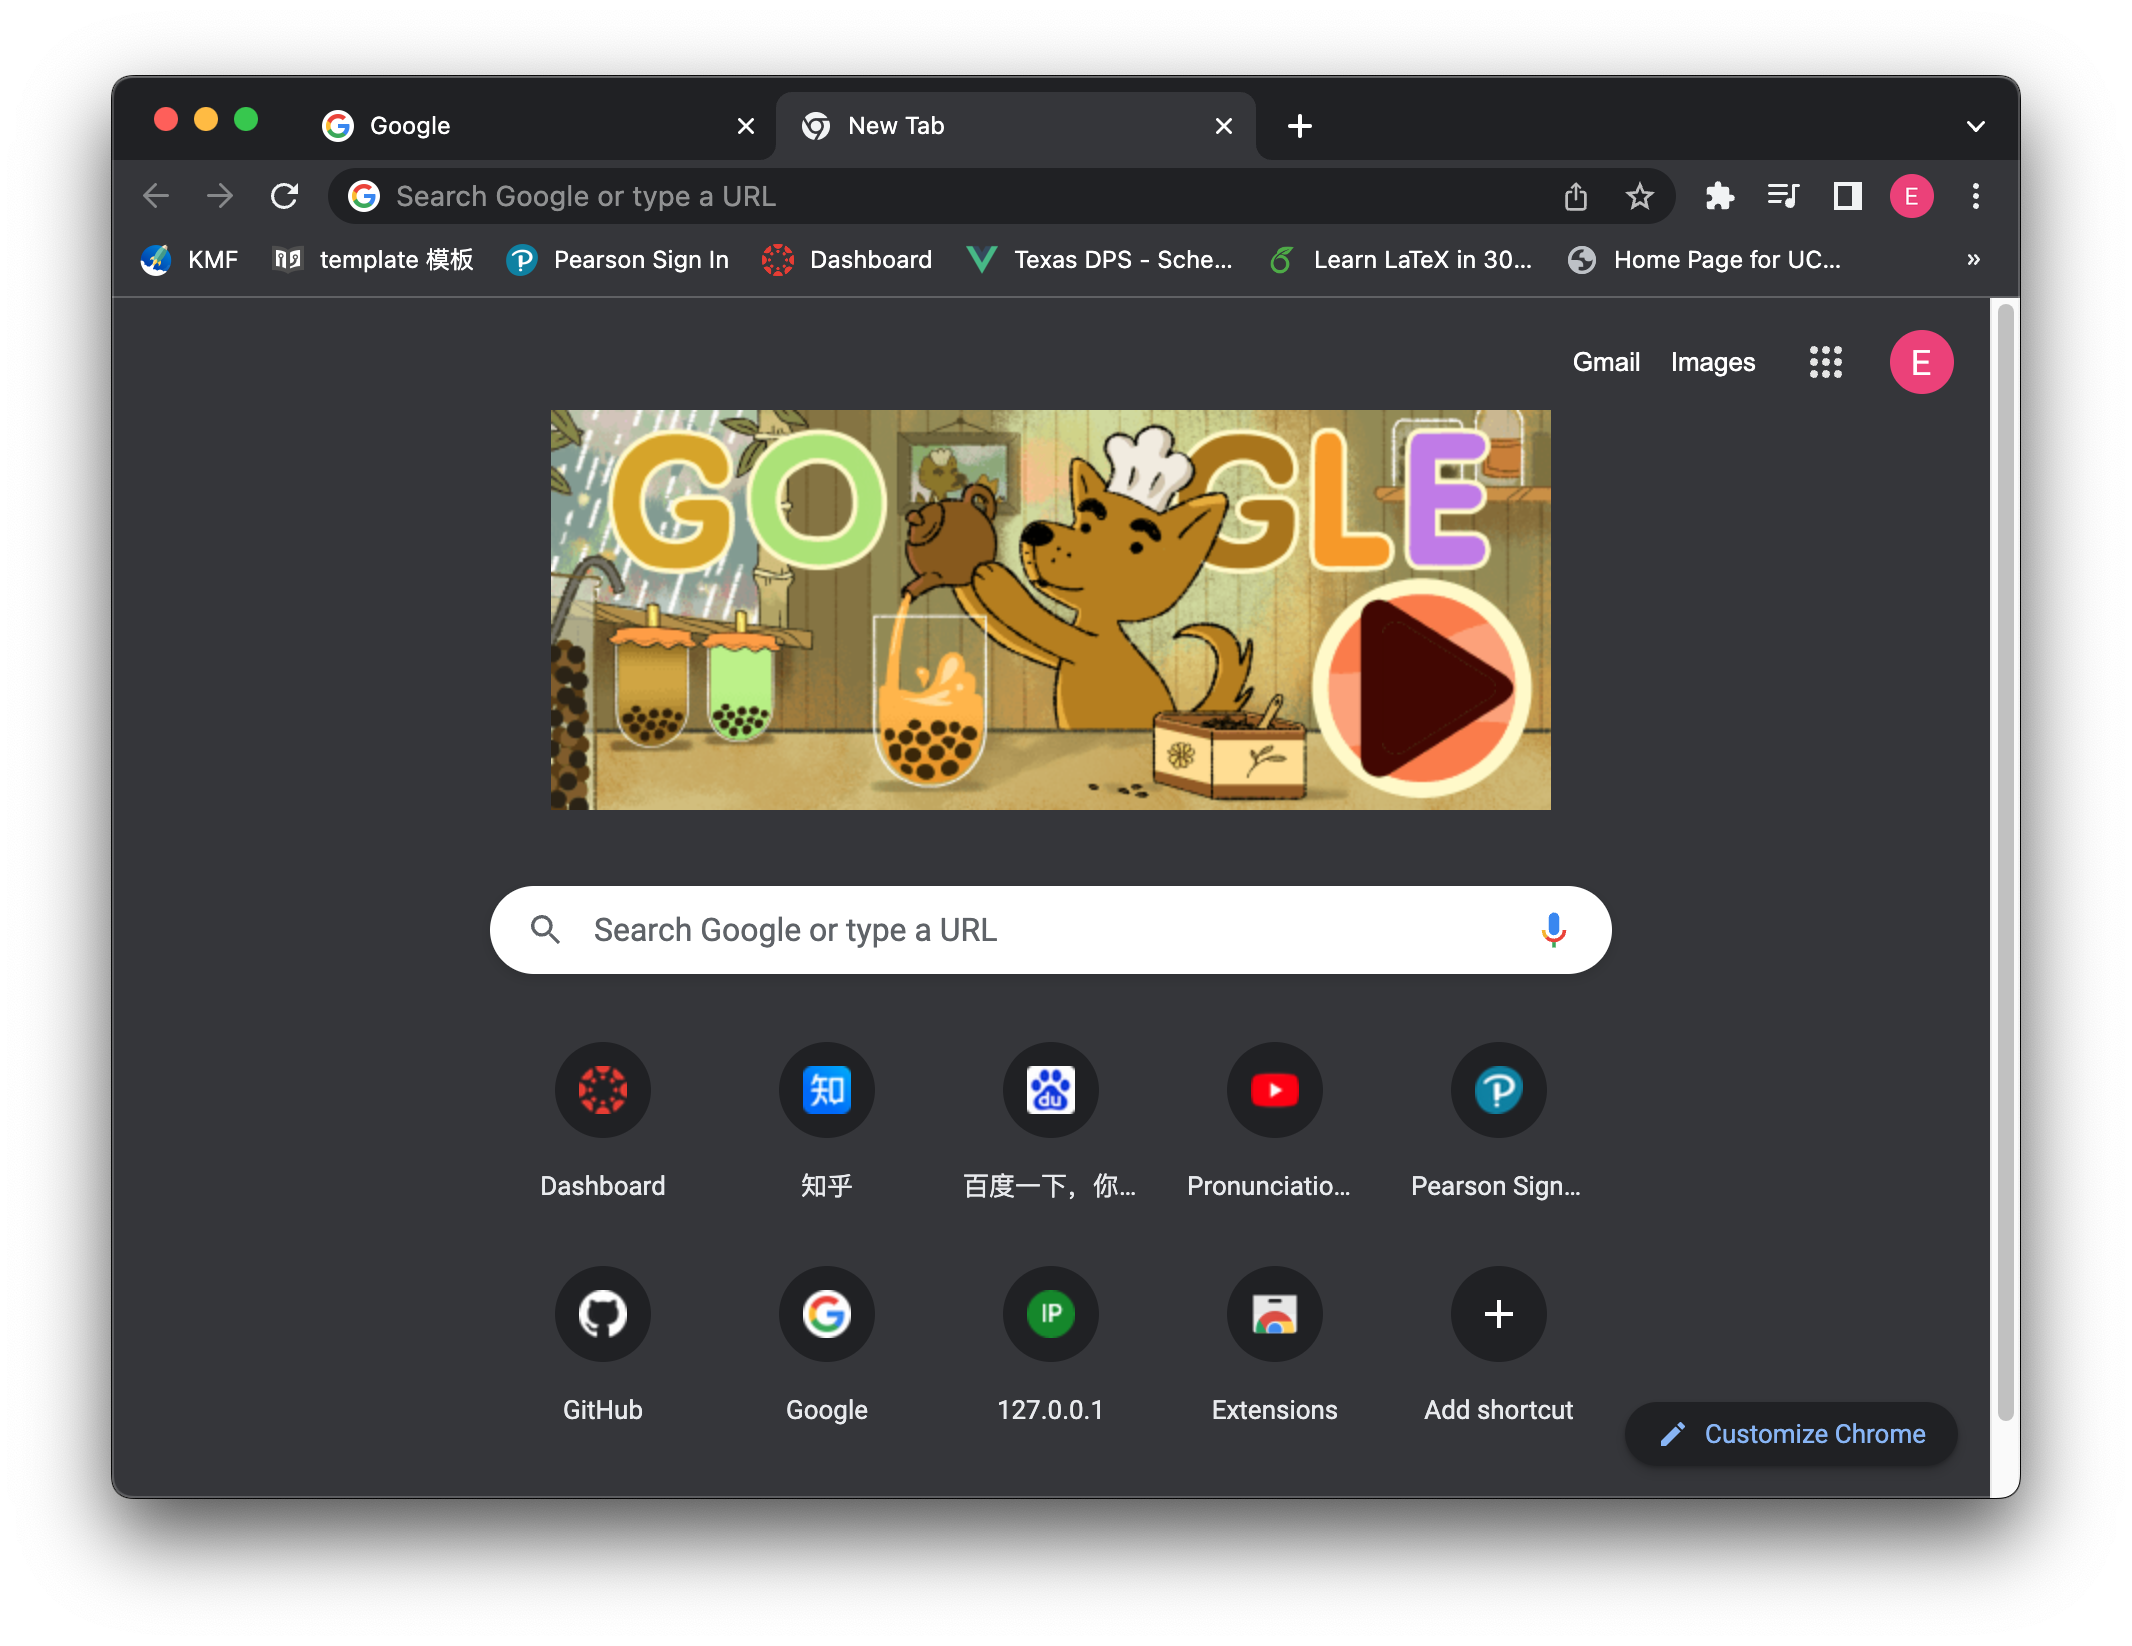 Google
New Tab
Search Google or type a URL
E
KMF
template 模板
Pearson Sign In
Dashboard
Texas DPS - Sche...
Learn LaTeX in 30...
Home Page for UC...
»
Gmail
Images
E
GO GLE
Search Google or type a URL
知
du
Dashboard
知乎
百度一下，你...
Pronunciatio...
Pearson Sign...
IP
GitHub
Google
127.0.0.1
Extensions
Add shortcut
Customize Chrome